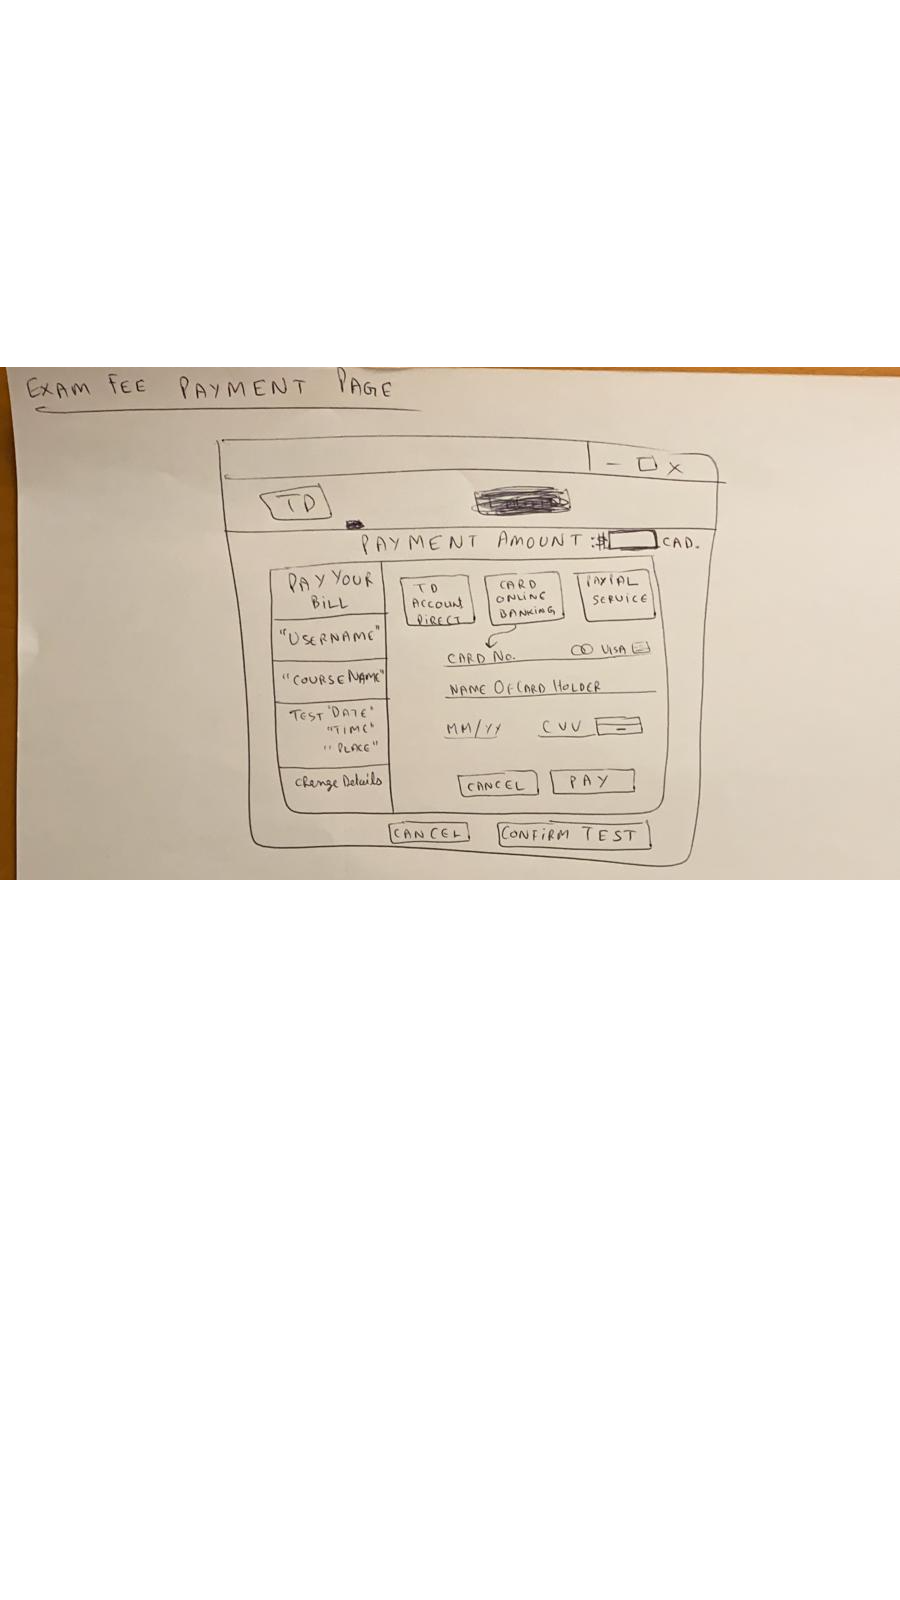 EXAM FEE PAYMENT PAGE
- □ X
TD
PAYMENT AMOUNT :$ CAD.
PAY YOUR
BILL
"USERNAME"
"COURSE NAME"
TEST "DATE"
"TIME"
"PLACE"
Change Details
TD
ACCOUNT
DIRECT
CARD
ONLINE
BANKING
PAYPAL
SERVICE
CARD No. VISA
NAME OF CARD HOLDER
MM/YY CVV
CANCEL PAY
CANCEL CONFIRM TEST